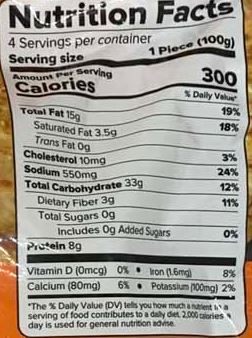 Nutrition Facts
4 Servings per container
Serving size 1 Piece (100g)
Amount Per Serving
Calories 300
% Daily Value*
Total Fat 15g 19%
Saturated Fat 3.5g 18%
Trans Fat 0g
Cholesterol 10mg 3%
Sodium 550mg 24%
Total Carbohydrate 33g 12%
Dietary Fiber 3g 11%
Total Sugars 0g
Includes 0g Added Sugars 0%
Protein 8g
Vitamin D (0mcg) 0% • Iron (1.6mg) 8%
Calcium (80mg) 6% • Potassium (100mg) 2%
*The % Daily Value (DV) tells you how much a nutrient in a
serving of food contributes to a daily diet. 2,000 calories a
day is used for general nutrition advise.